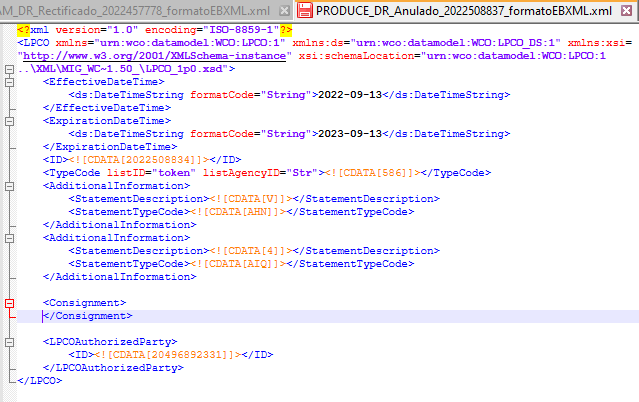 AM_DR_Rectificado_2022457778_formatoEBXML.xml PRODUCE_DR_Anulado_2022508837_formatoEBXML.xml
<?xml version="1.0" encoding="ISO-8859-1"?>
<LPCO xmlns="urn:wco:datamodel:WCO:LPCO:1" xmlns:ds="urn:wco:datamodel:WCO:LPCO_DS:1" xmlns:xsi=
"http://www.w3.org/2001/XMLSchema-instance" xsi:schemaLocation="urn:wco:datamodel:WCO:LPCO:1
..\XML\MIG_WC~1.50_\LPCO_1p0.xsd">
<EffectiveDateTime>
<ds:DateTimeString formatCode="String">2022-09-13</ds:DateTimeString>
</EffectiveDateTime>
<ExpirationDateTime>
<ds:DateTimeString formatCode="String">2023-09-13</ds:DateTimeString>
</ExpirationDateTime>
<ID><![CDATA[2022508834]]></ID>
<TypeCode listID="token" listAgencyID="Str"><![CDATA[586]]></TypeCode>
<AdditionalInformation>
<StatementDescription><![CDATA[V]]></StatementDescription>
<StatementTypeCode><![CDATA[AHN]]></StatementTypeCode>
</AdditionalInformation>
<AdditionalInformation>
<StatementDescription><![CDATA[4]]></StatementDescription>
<StatementTypeCode><![CDATA[AIQ]]></StatementTypeCode>
</AdditionalInformation>
<Consignment>
</Consignment>
<LPCOAuthorizedParty>
<ID><![CDATA[20496892331]]></ID>
</LPCOAuthorizedParty>
</LPCO>